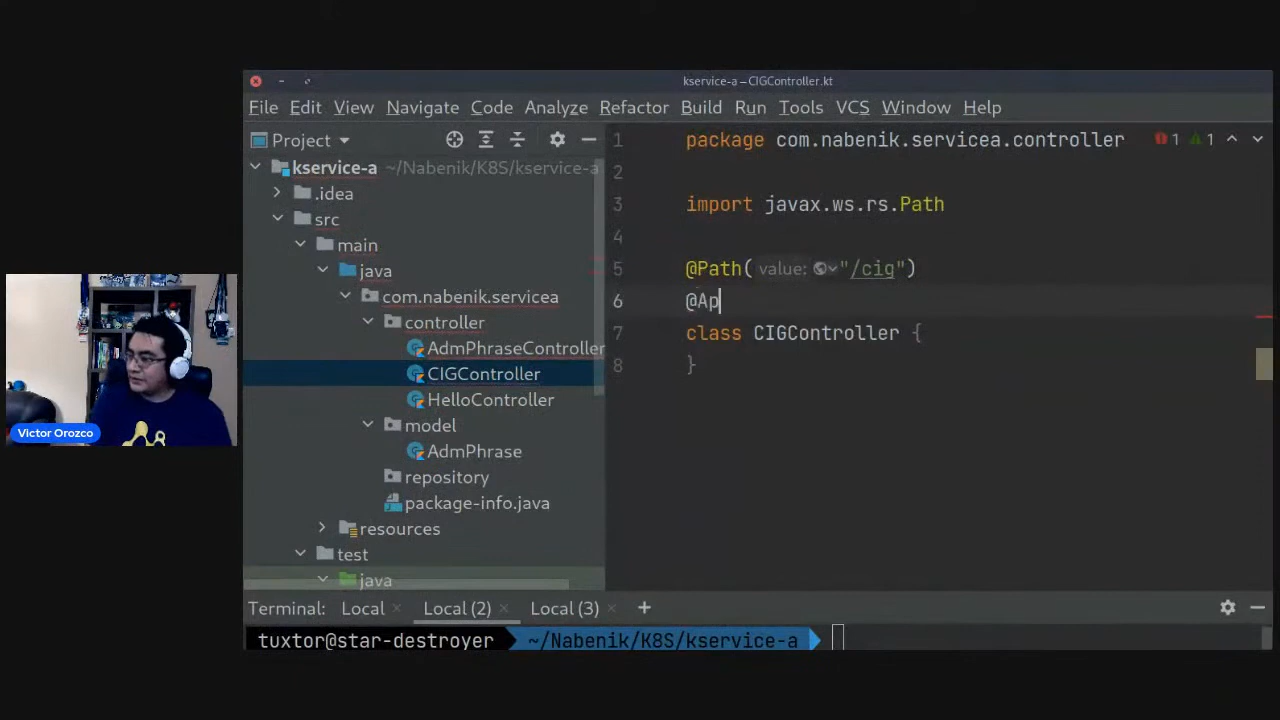 kservice-a – CIGController.kt
File Edit View Navigate Code Analyze Refactor Build Run Tools VCS Window Help
Project
kservice-a ~/Nabenik/K8S/kservice-a
.idea
src
main
java
com.nabenik.servicea
controller
AdmPhraseController
CIGController
HelloController
model
AdmPhrase
repository
package-info.java
resources
test
java
1 package com.nabenik.servicea.controller
2
3 import javax.ws.rs.Path
4
5 @Path( value: "/cig")
6 @Ap
7 class CIGController {
8 }
1 1
Victor Orozco
Terminal: Local × Local (2) × Local (3) × +
tuxtor@star-destroyer ~/Nabenik/K8S/kservice-a